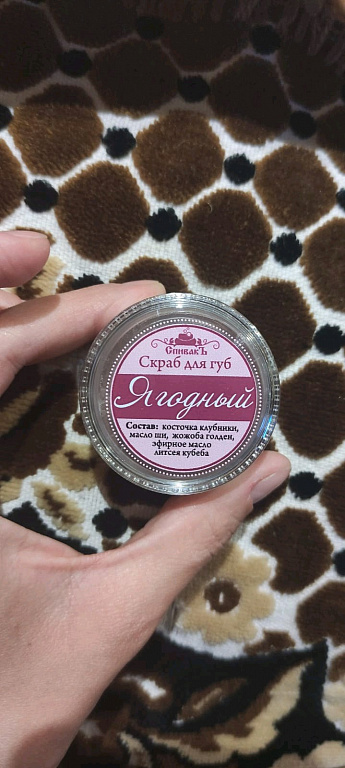 СпивакЪ
Скраб для губ
Ягодный
Состав: косточка клубники,
масло ши, жожоба голден,
эфирное масло
литсея кубеба